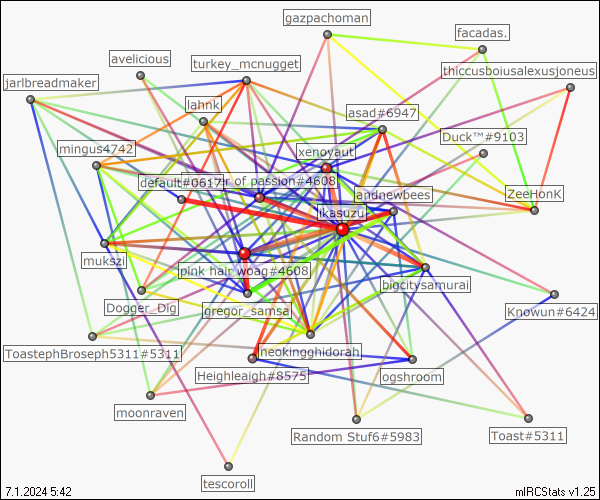 gazpachoman
facadas.
avelicious
turkey_mcnugget
thiccusboiusalexusjoneus
jarlbreadmaker
lahnk
asad#6947
Duck™#9103
mingus4742
xenoyaut
of passion#4608
default#0617
andnewbees
ZeeHonK
ikasuzu
mukszi
pink hair woag#4608
bigcitysamurai
Dogger_Dig
gregor_samsa
Knowun#6424
ToastephBroseph5311#5311
neokingghidorah
Heighleaigh#8575
ogshroom
moonraven
Random Stuf6#5983
Toast#5311
tescoroll
7.1.2024 5:42
mIRCStats v1.25